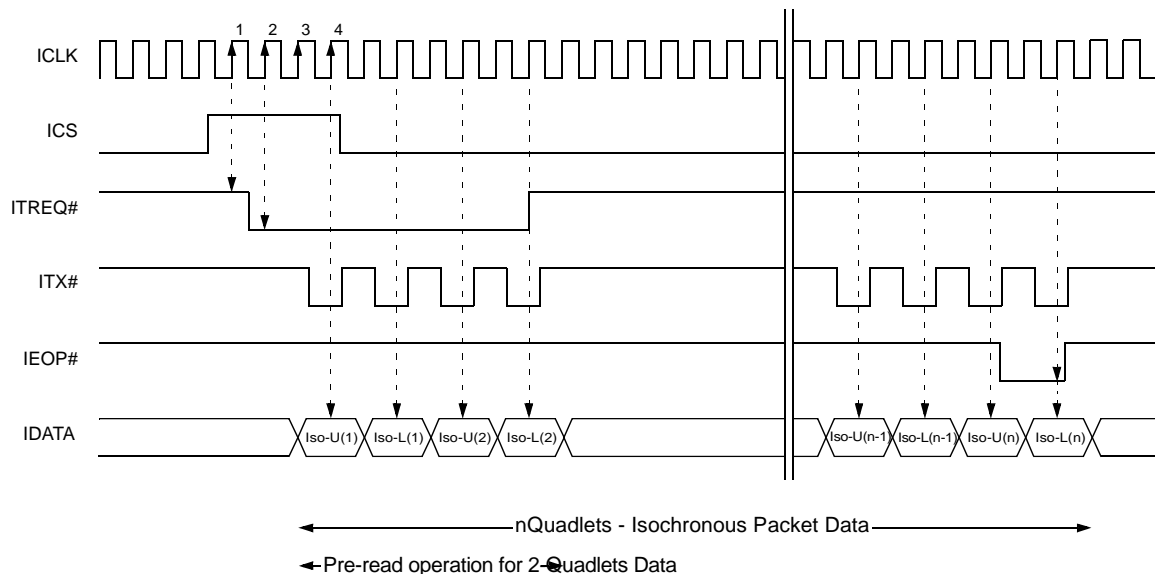 1 2 3 4
ICLK
ICS
ITREQ#
ITX#
IEOP#
IDATA
Iso-U(1) Iso-L(1) Iso-U(2) Iso-L(2) Iso-U(n-1) Iso-L(n-1) Iso-U(n) Iso-L(n)
nQuadlets - Isochronous Packet Data
Pre-read operation for 2-Quadlets Data